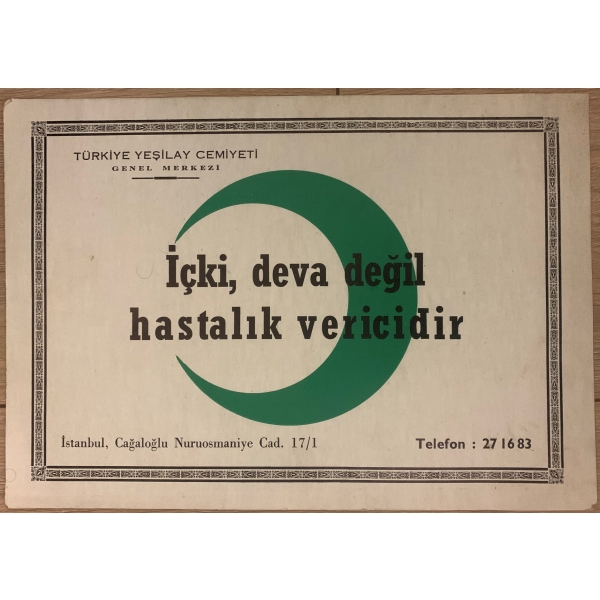 TÜRKİYE YEŞİLAY CEMİYETİ
GENEL MERKEZİ
İçki, deva değil
hastalık vericidir
İstanbul, Cağaloğlu Nuruosmaniye Cad. 17/1
Telefon : 27 16 83